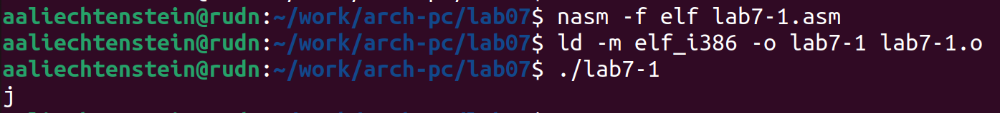 aaliechtenstein@rudn:~/work/arch-pc/lab07$ nasm -f elf lab7-1.asm
aaliechtenstein@rudn:~/work/arch-pc/lab07$ ld -m elf_i386 -o lab7-1 lab7-1.o
aaliechtenstein@rudn:~/work/arch-pc/lab07$ ./lab7-1
j